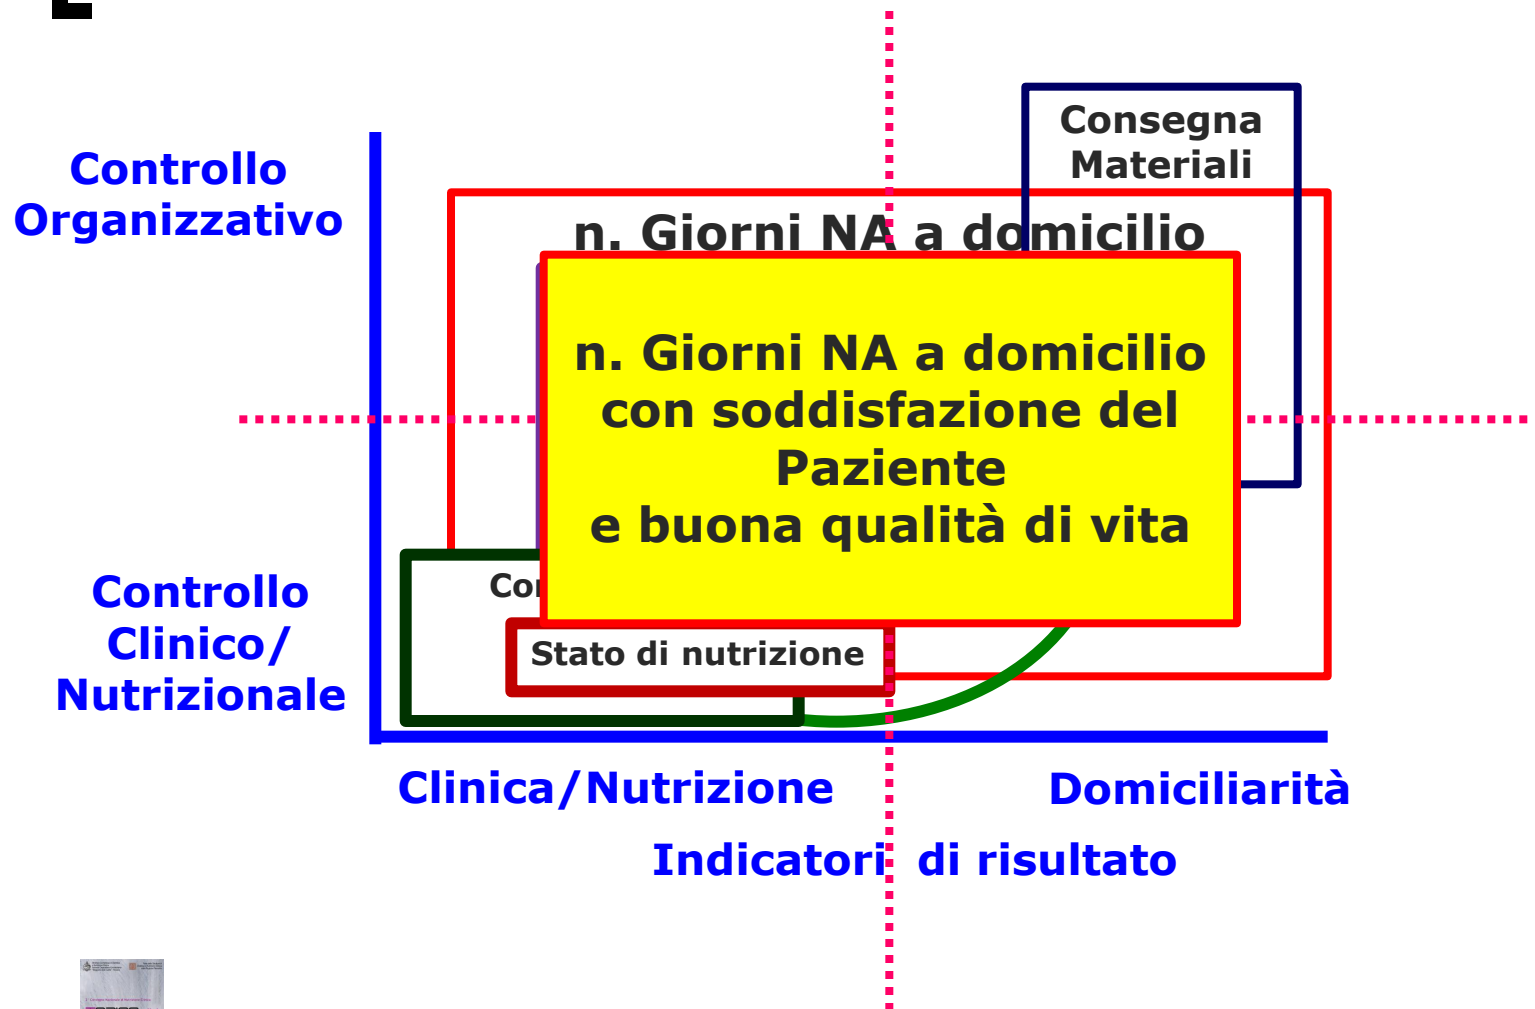 Consegna
Materiali
Controllo
Organizzativo
n. Giorni NA a domicilio
n. Giorni NA a domicilio
con soddisfazione del
Paziente
e buona qualità di vita
Controllo
Clinico/
Nutrizionale
Stato di nutrizione
Clinica/Nutrizione
Domiciliarità
Indicatori di risultato